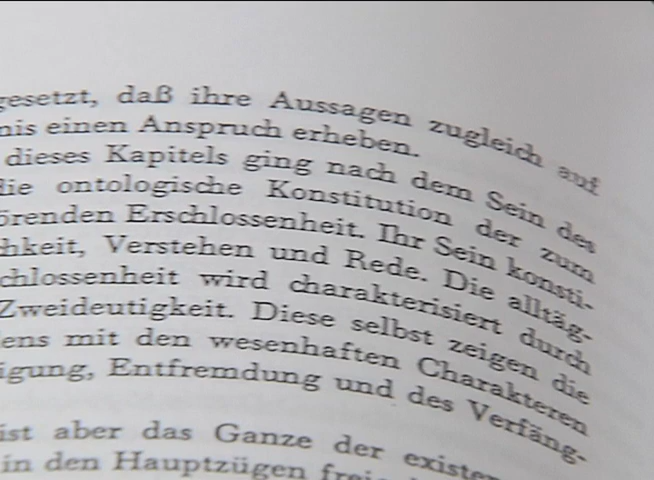 gesetzt, daß ihre Aussagen zugleich auf
nis einen Anspruch erheben.
dieses Kapitels ging nach dem Sein des
die ontologische Konstitution der zum
örenden Erschlossenheit. Ihr Sein konsti-
hkeit, Verstehen und Rede. Die alltäg-
chlossenheit wird charakterisiert durch
Zweideutigkeit. Diese selbst zeigen die
ens mit den wesenhaften Charakteren
igung, Entfremdung und des Verfäng-
ist aber das Ganze der existen
in den Hauptzügen frei